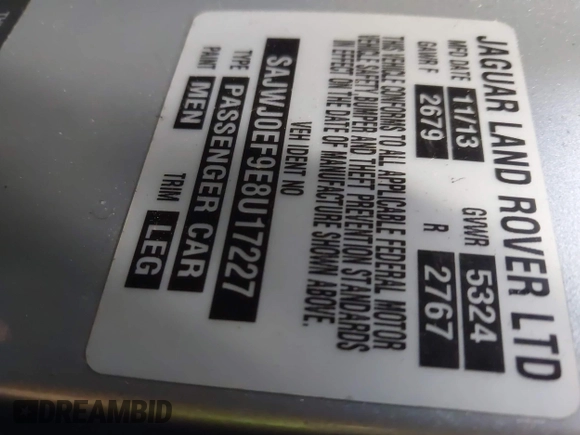 JAGUAR LAND ROVER LTD
MFD DATE 11/13 GVWR 5324
GAWR F 2679 R 2767
THIS VEHICLE CONFORMS TO ALL APPLICABLE FEDERAL MOTOR
VEHICLE SAFETY, BUMPER AND THEFT PREVENTION STANDARDS
IN EFFECT ON THE DATE OF MANUFACTURE SHOWN ABOVE.
VEH IDENT NO
SAJWJ0EF9E8U17227
TYPE PASSENGER CAR
PAINT MEN TRIM LEG
DREAMBID